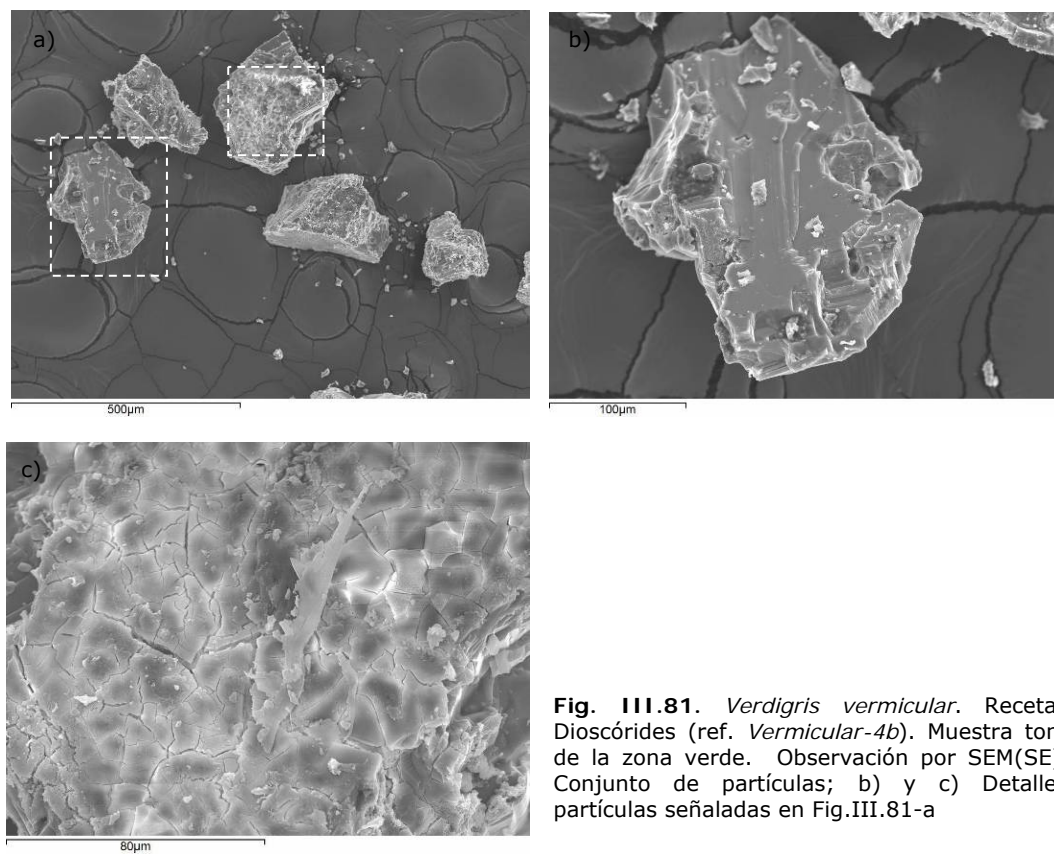 a)
500µm
b)
100µm
c)
80µm
Fig. III.81. Verdigris vermicular. Receta
Dioscórides (ref. Vermicular-4b). Muestra
de la zona verde. Observación por SEM(SE)
Conjunto de partículas; b) y c) Detalle
partículas señaladas en Fig.III.81-a